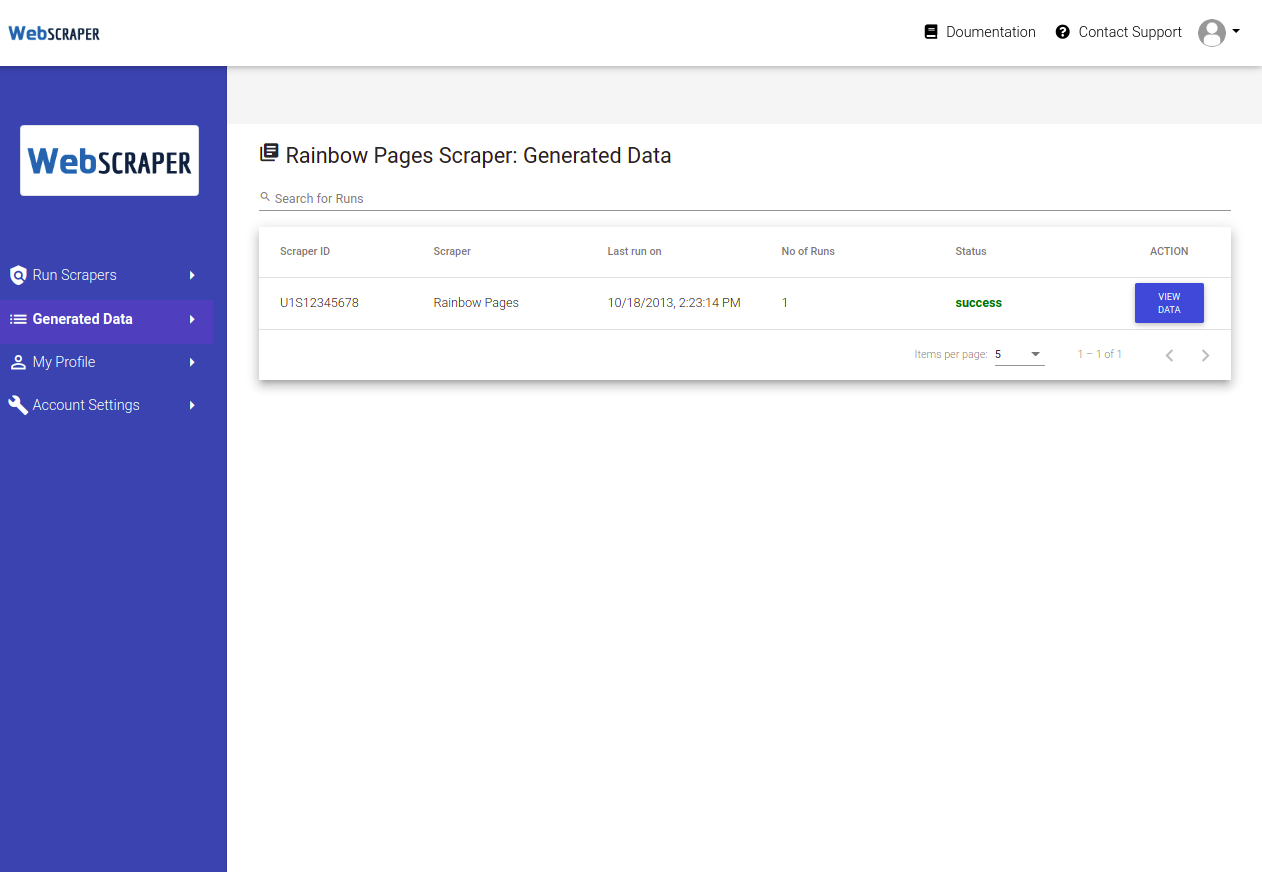 WebSCRAPER
Doumentation
Contact Support
WebSCRAPER
Run Scrapers
Generated Data
My Profile
Account Settings
Rainbow Pages Scraper: Generated Data
Search for Runs
Scraper ID Scraper Last run on No of Runs Status ACTION
U1S12345678 Rainbow Pages 10/18/2013, 2:23:14 PM 1 success VIEW
DATA
Items per page: 5 1 – 1 of 1